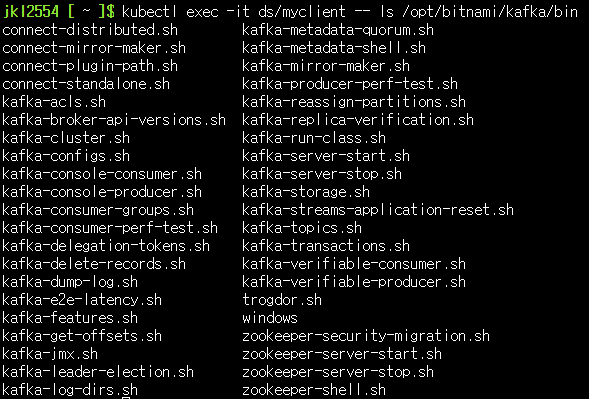 jkl2554 [ ~ ]$ kubectl exec -it ds/myclient -- ls /opt/bitnami/kafka/bin
connect-distributed.sh kafka-metadata-quorum.sh
connect-mirror-maker.sh kafka-metadata-shell.sh
connect-plugin-path.sh kafka-mirror-maker.sh
connect-standalone.sh kafka-producer-perf-test.sh
kafka-acls.sh kafka-reassign-partitions.sh
kafka-broker-api-versions.sh kafka-replica-verification.sh
kafka-cluster.sh kafka-run-class.sh
kafka-configs.sh kafka-server-start.sh
kafka-console-consumer.sh kafka-server-stop.sh
kafka-console-producer.sh kafka-storage.sh
kafka-consumer-groups.sh kafka-streams-application-reset.sh
kafka-consumer-perf-test.sh kafka-topics.sh
kafka-delegation-tokens.sh kafka-transactions.sh
kafka-delete-records.sh kafka-verifiable-consumer.sh
kafka-dump-log.sh kafka-verifiable-producer.sh
kafka-e2e-latency.sh trogdor.sh
kafka-features.sh windows
kafka-get-offsets.sh zookeeper-security-migration.sh
kafka-jmx.sh zookeeper-server-start.sh
kafka-leader-election.sh zookeeper-server-stop.sh
kafka-log-dirs.sh zookeeper-shell.sh